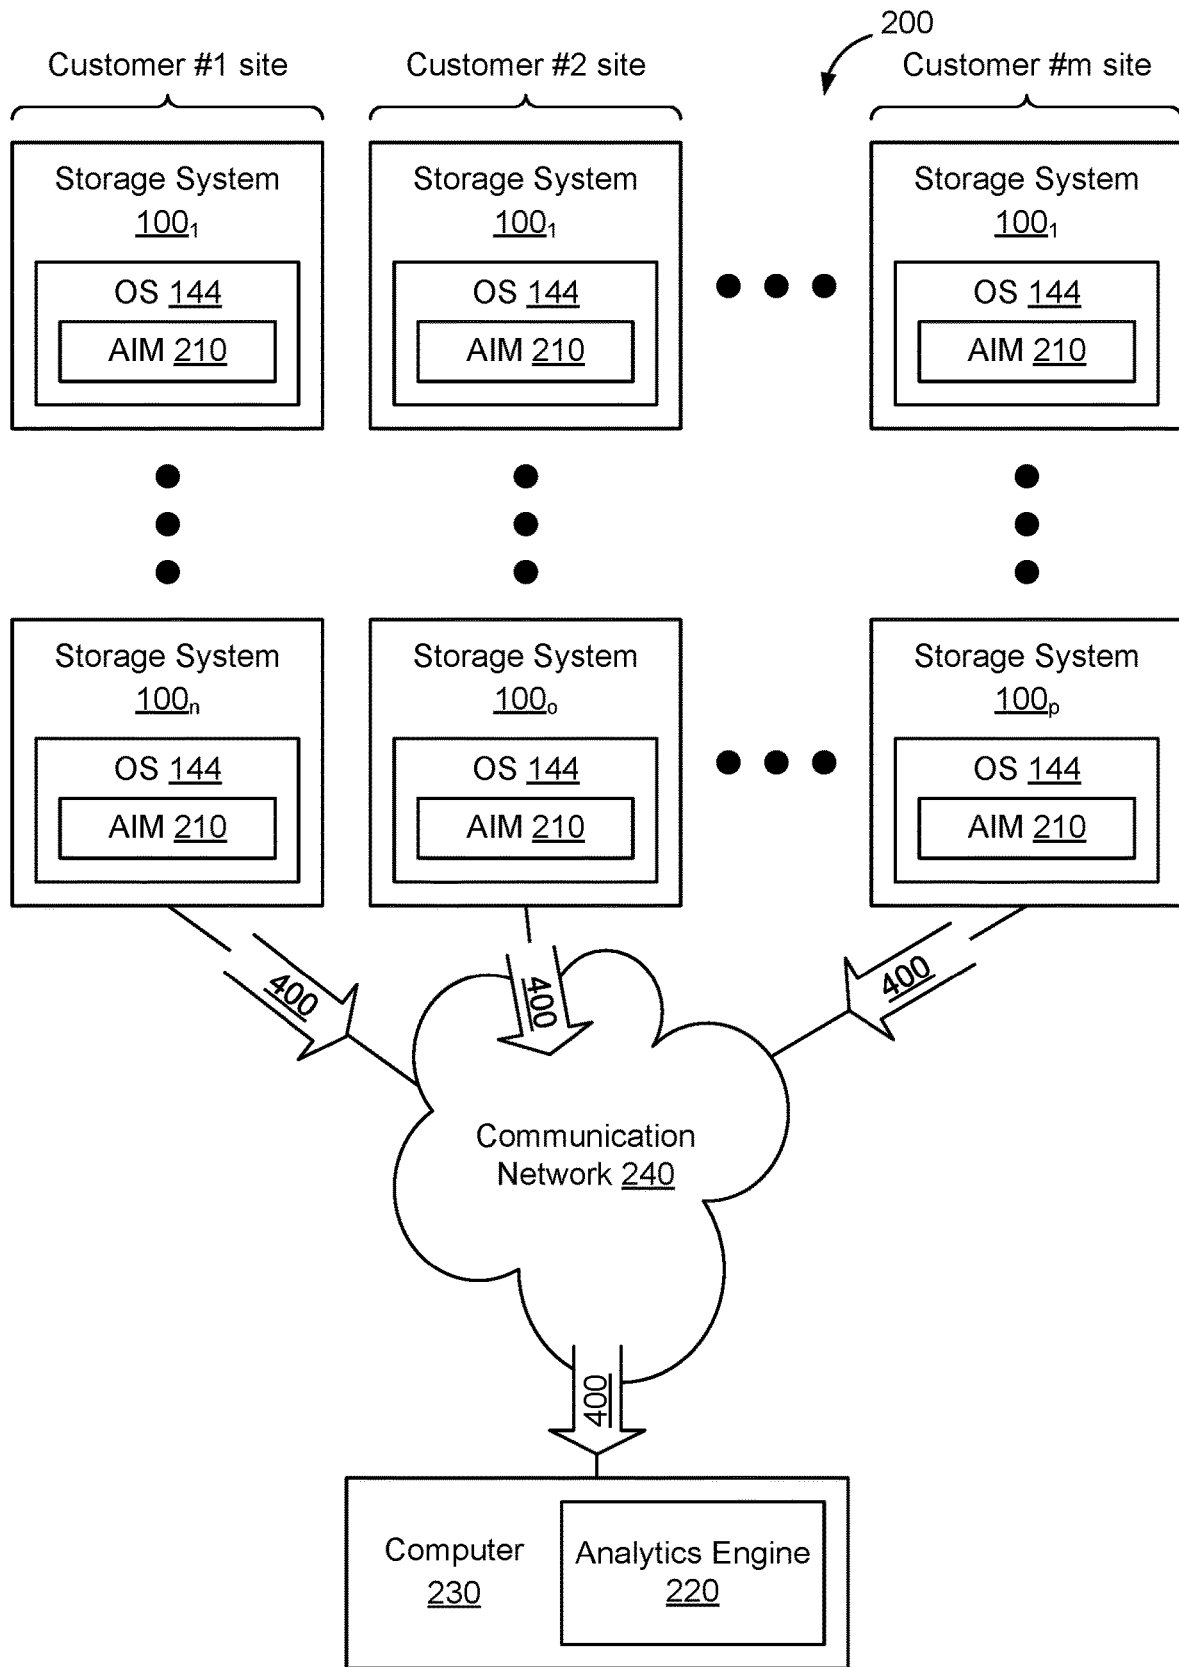 200
Customer #1 site
Customer #2 site
Customer #m site
Storage System
100₁
OS 144
AIM 210
Storage System
100₁
OS 144
AIM 210
Storage System
100₁
OS 144
AIM 210
Storage System
100ₙ
OS 144
AIM 210
Storage System
100ₒ
OS 144
AIM 210
Storage System
100ₚ
OS 144
AIM 210
400
400
400
Communication
Network 240
400
Computer
230
Analytics Engine
220